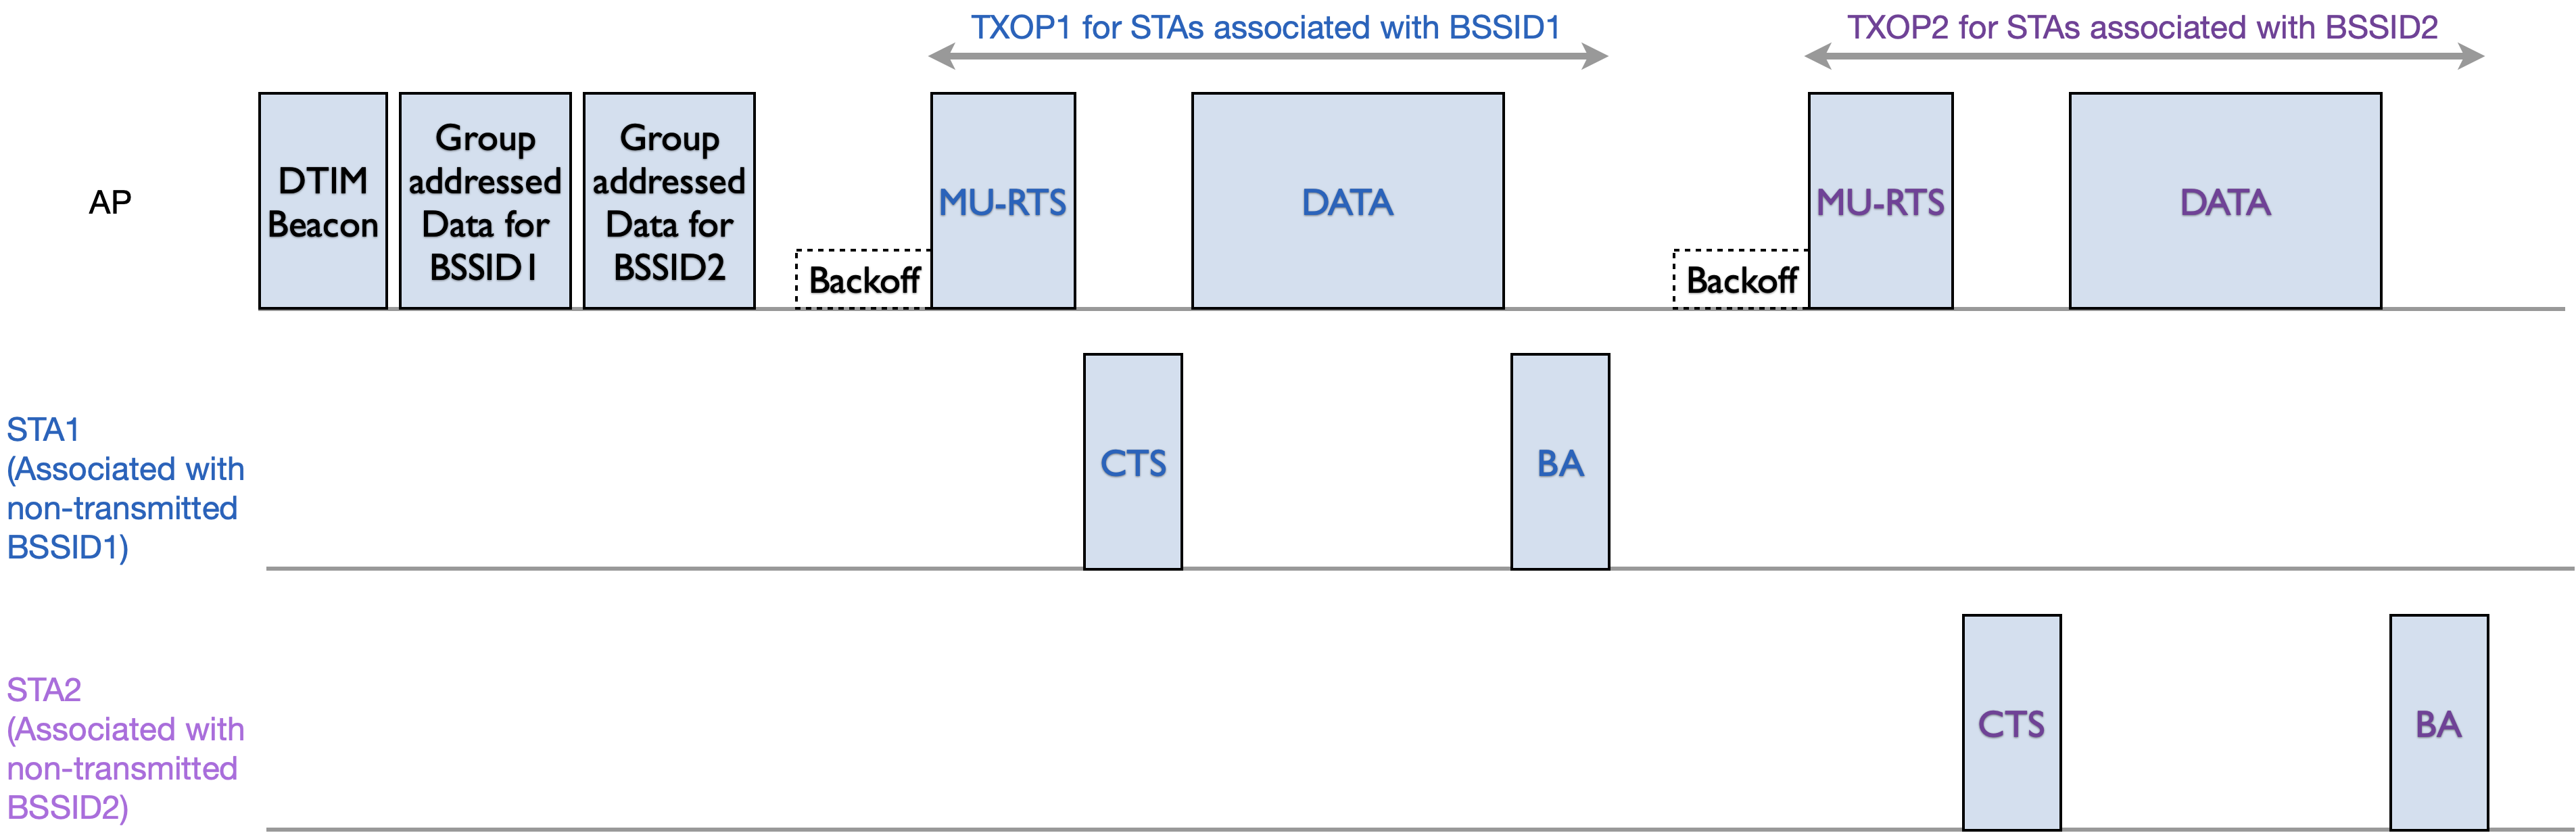 TXOP1 for STAs associated with BSSID1
TXOP2 for STAs associated with BSSID2
AP
DTIM
Beacon
Group
addressed
Data for
BSSID1
Group
addressed
Data for
BSSID2
Backoff
MU-RTS
DATA
Backoff
MU-RTS
DATA
STA1
(Associated with
non-transmitted
BSSID1)
CTS
BA
STA2
(Associated with
non-transmitted
BSSID2)
CTS
BA